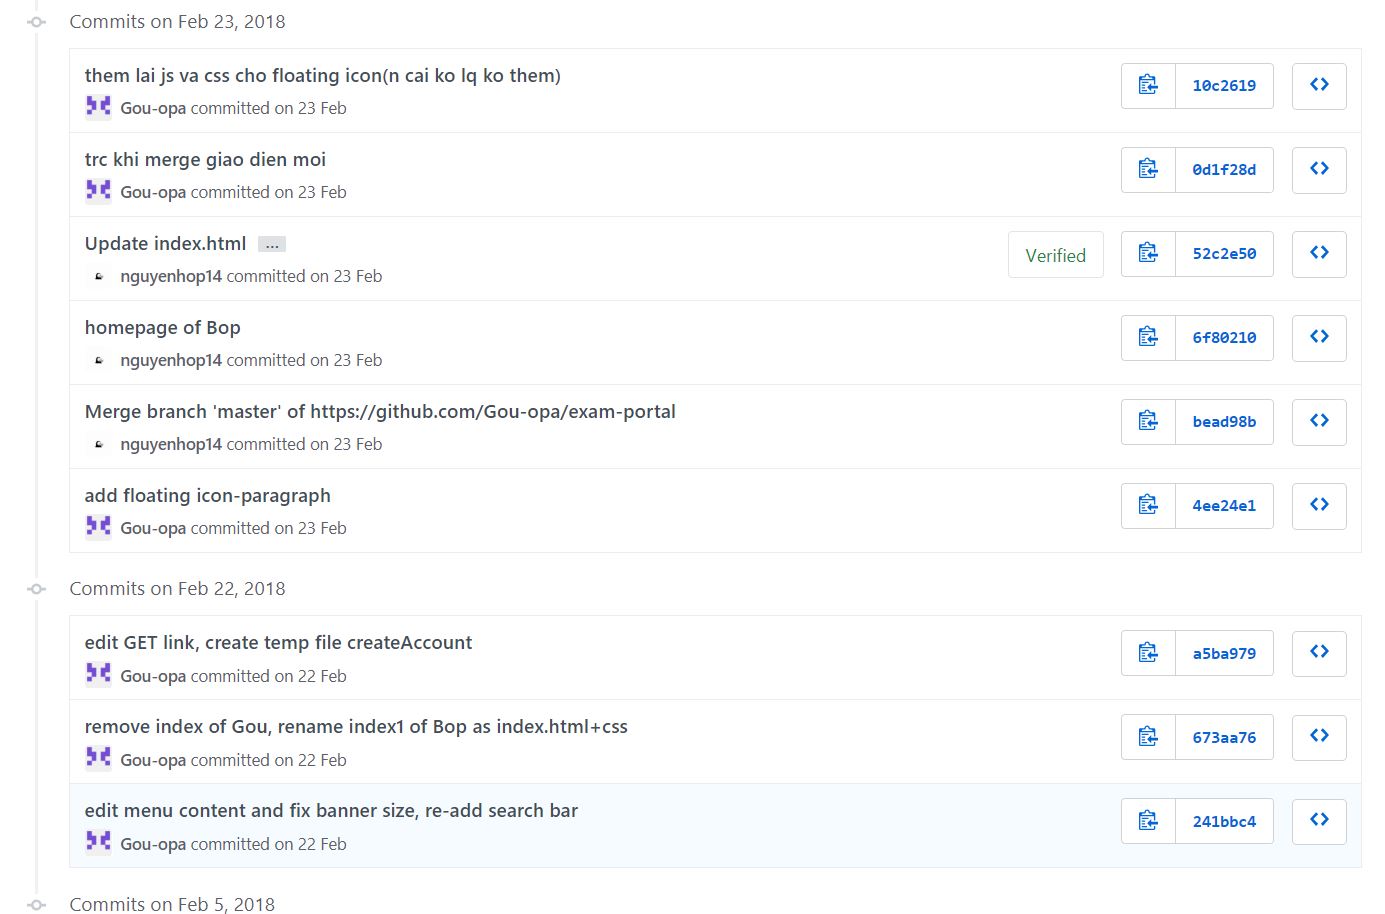 Commits on Feb 23, 2018
them lai js va css cho floating icon(n cai ko lq ko them)
10c2619
Gou-opa committed on 23 Feb
trc khi merge giao dien moi
0d1f28d
Gou-opa committed on 23 Feb
Update index.html ...
Verified 52c2e50
nguyenhop14 committed on 23 Feb
homepage of Bop
6f80210
nguyenhop14 committed on 23 Feb
Merge branch 'master' of https://github.com/Gou-opa/exam-portal
bead98b
nguyenhop14 committed on 23 Feb
add floating icon-paragraph
4ee24e1
Gou-opa committed on 23 Feb
Commits on Feb 22, 2018
edit GET link, create temp file createAccount
a5ba979
Gou-opa committed on 22 Feb
remove index of Gou, rename index1 of Bop as index.html+css
673aa76
Gou-opa committed on 22 Feb
edit menu content and fix banner size, re-add search bar
241bbc4
Gou-opa committed on 22 Feb
Commits on Feb 5, 2018